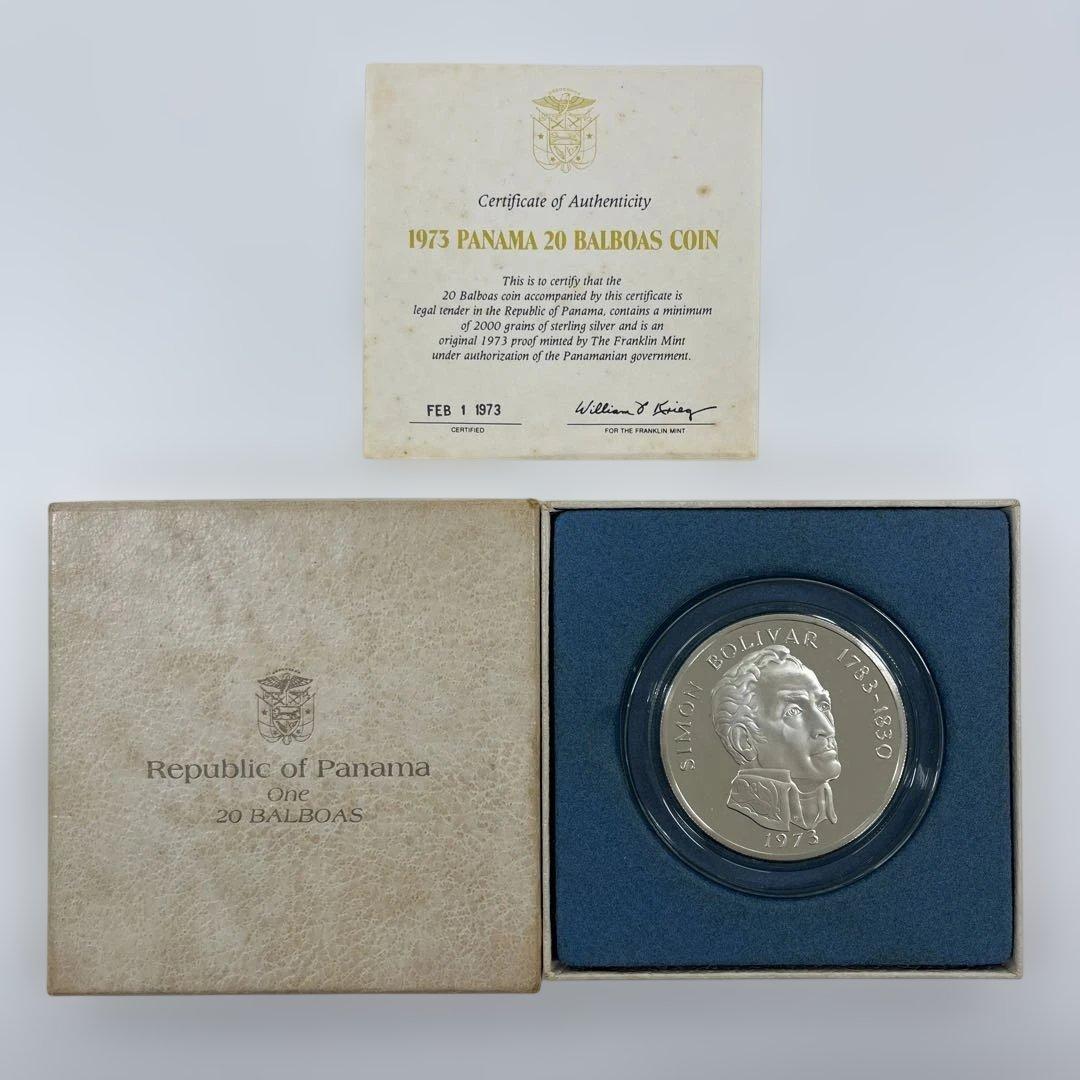 Certificate of Authenticity
1973 PANAMA 20 BALBOAS COIN
This is to certify that the
20 Balboas coin accompanied by this certificate is
legal tender in the Republic of Panama, contains a minimum
of 2000 grains of sterling silver and is an
original 1973 proof minted by The Franklin Mint
under authorization of the Panamanian government.
FEB 1 1973
CERTIFIED
William F Krieg
FOR THE FRANKLIN MINT
Republic of Panama
One
20 BALBOAS
SIMON BOLIVAR 1783-1830
1973